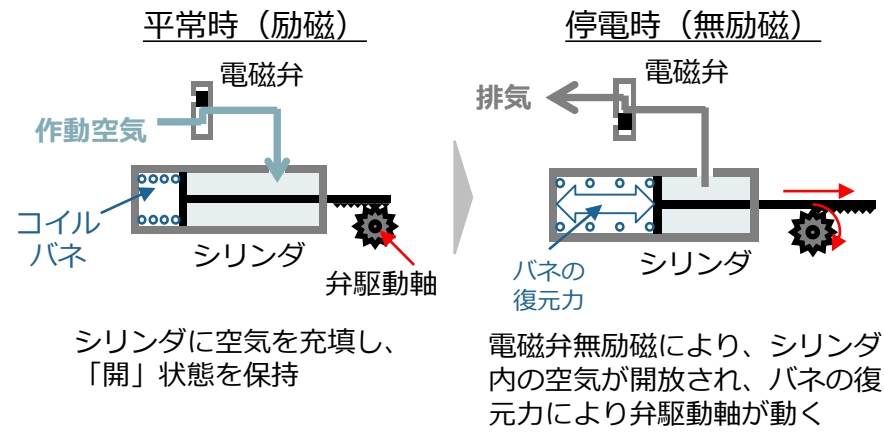 平常時（励磁）
電磁弁
作動空気
コイル
バネ
シリンダ
弁駆動軸
シリンダに空気を充填し、
「開」状態を保持
停電時（無励磁）
電磁弁
排気
バネの
復元力
シリンダ
電磁弁無励磁により、シリンダ
内の空気が開放され、バネの復
元力により弁駆動軸が動く